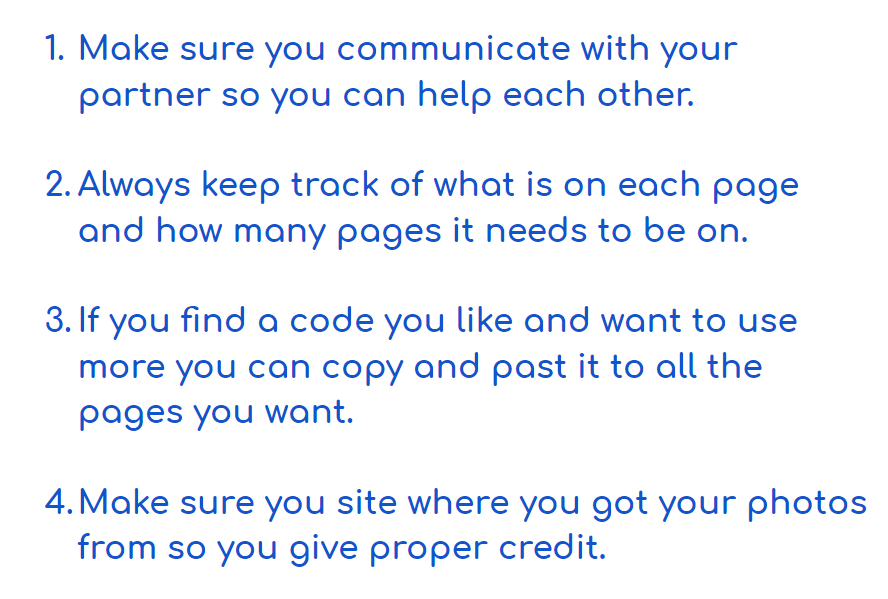 1. Make sure you communicate with your
partner so you can help each other.
2. Always keep track of what is on each page
and how many pages it needs to be on.
3. If you find a code you like and want to use
more you can copy and past it to all the
pages you want.
4. Make sure you site where you got your photos
from so you give proper credit.